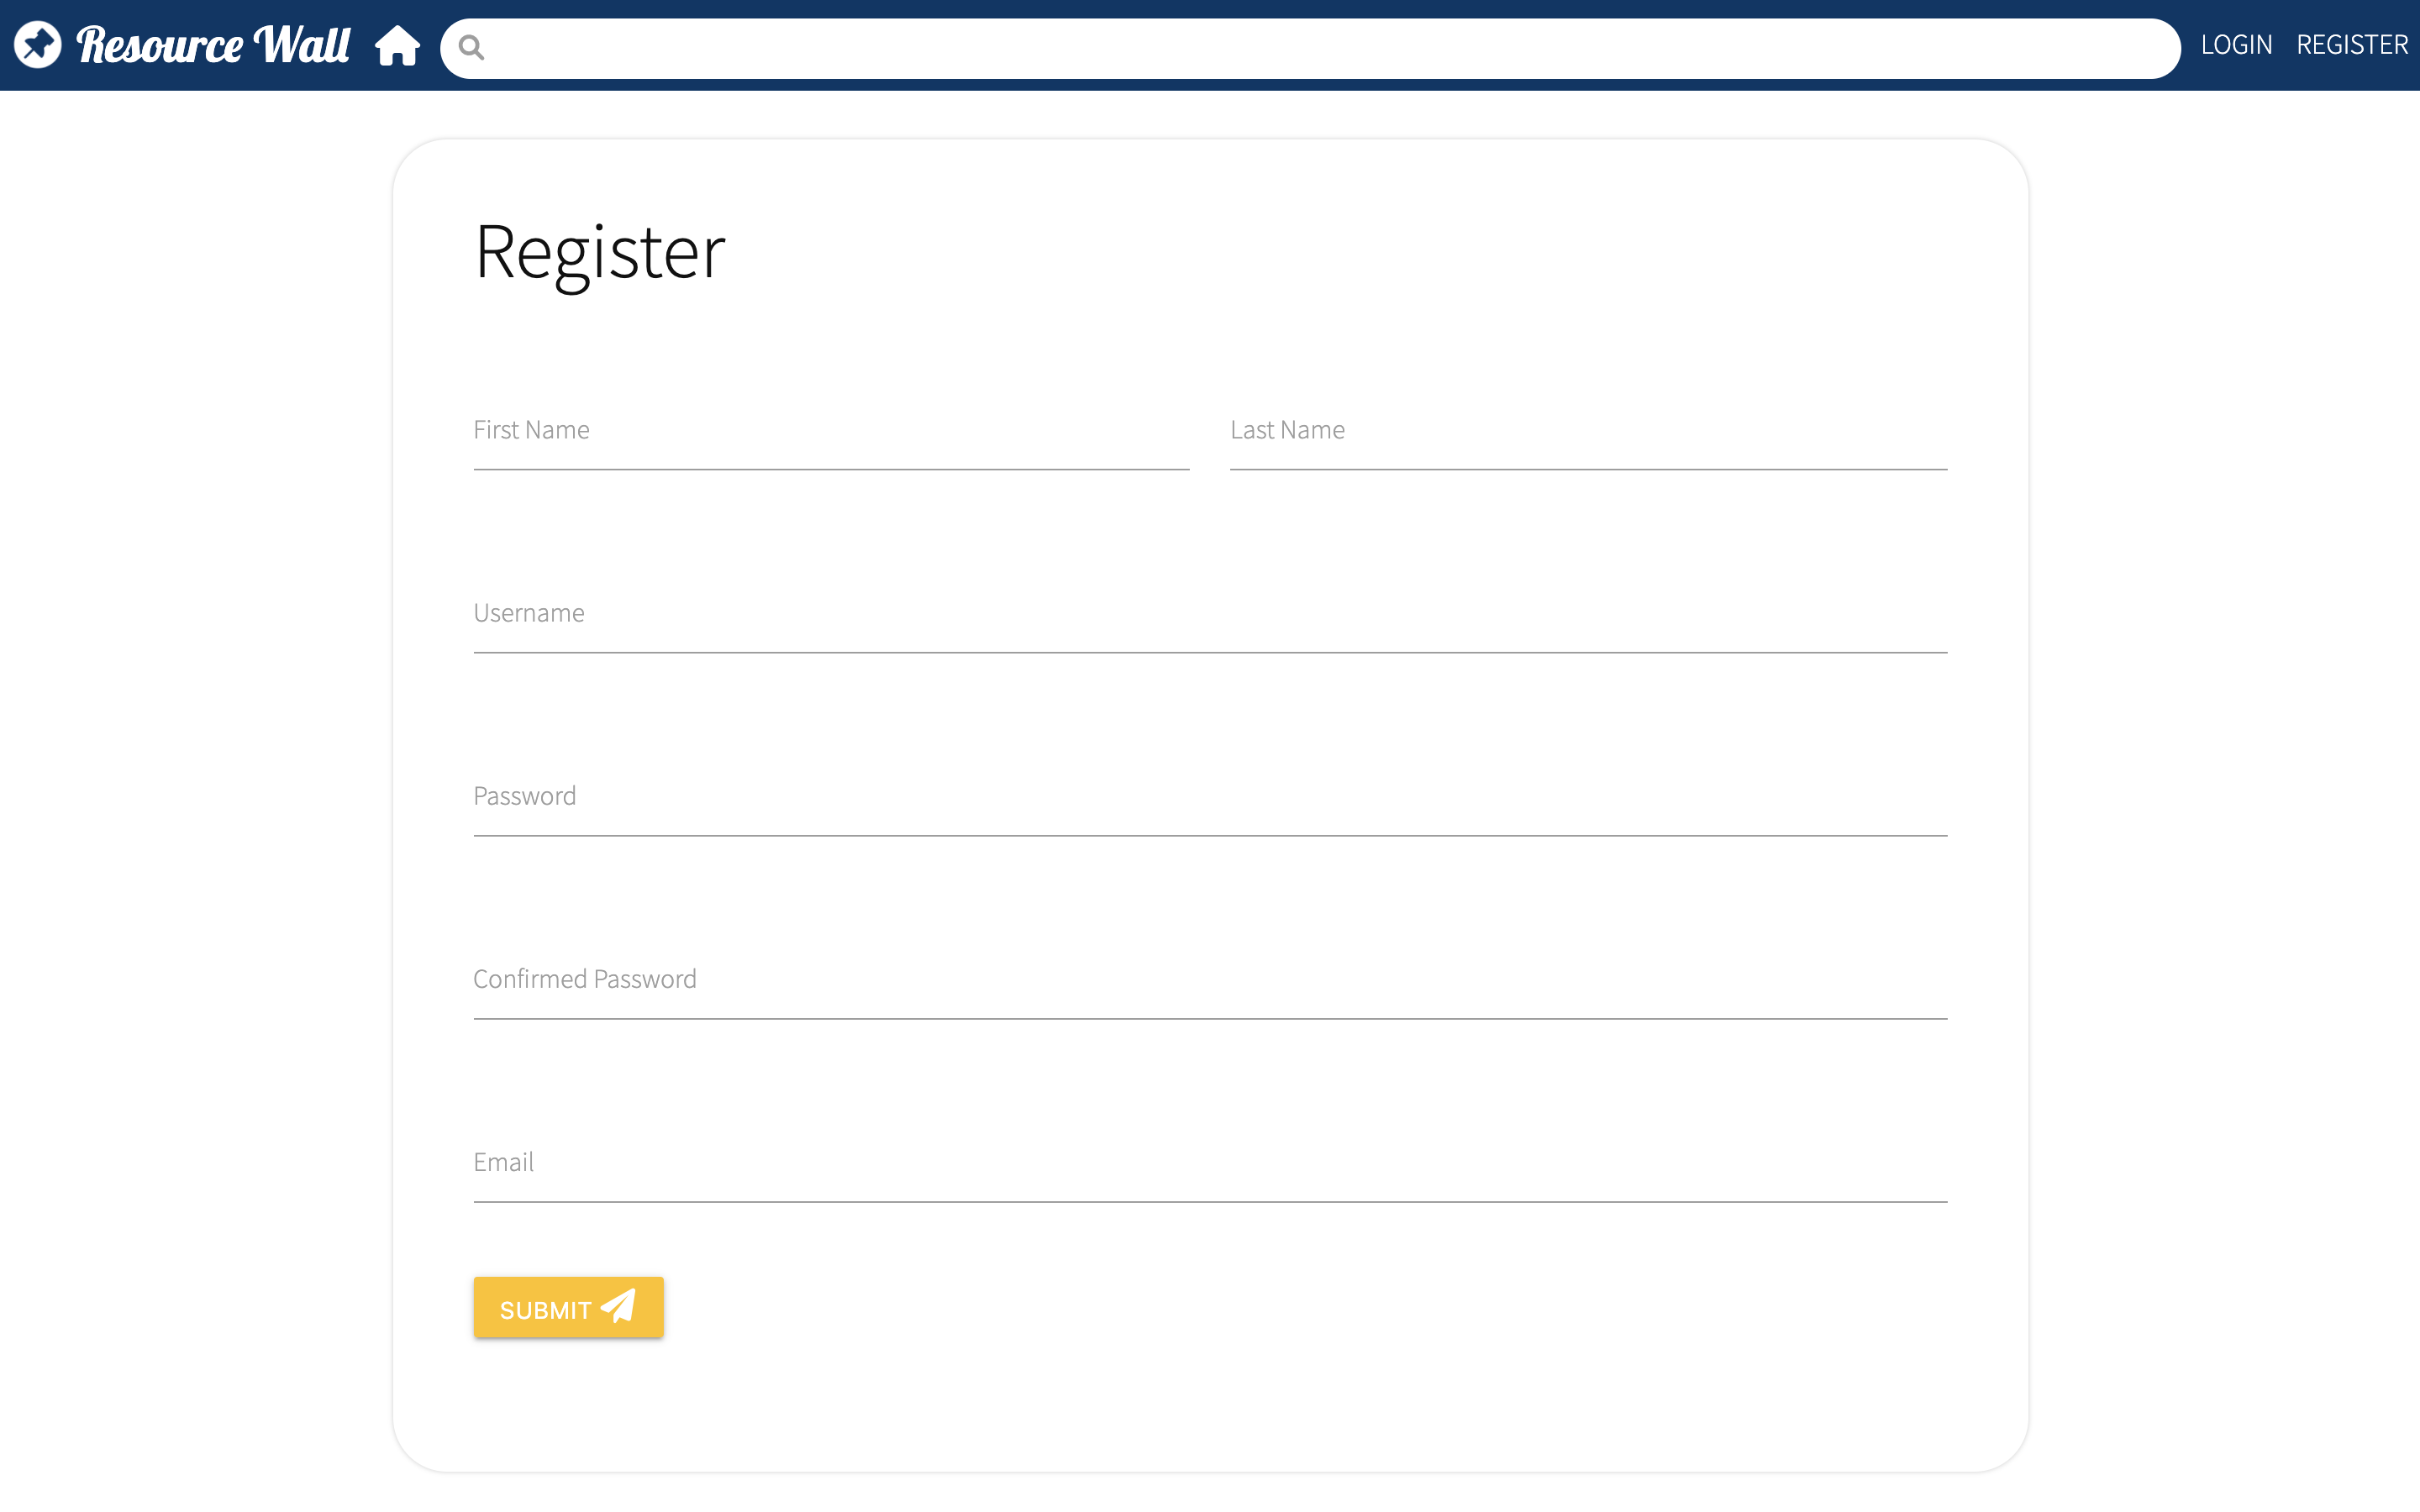 Resource Wall LOGIN REGISTER
Register
First Name Last Name
Username
Password
Confirmed Password
Email
SUBMIT